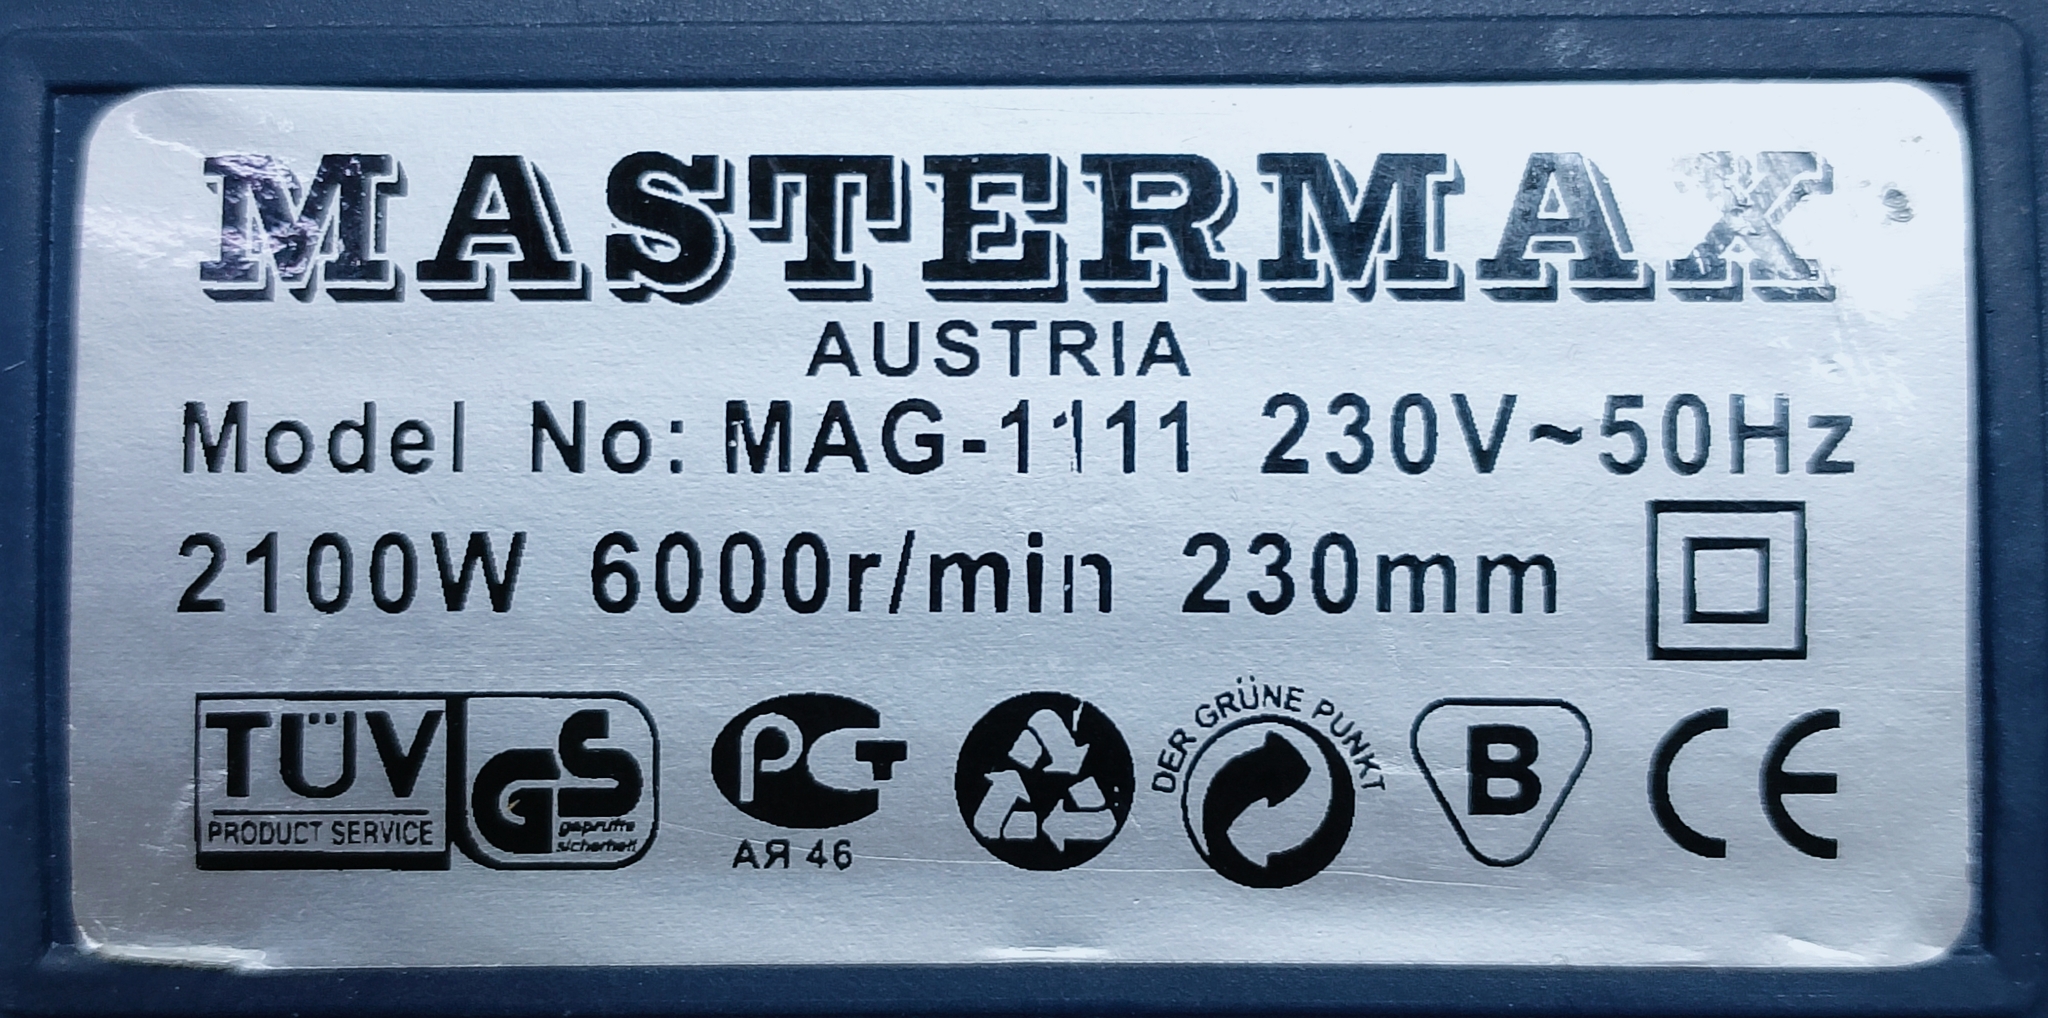 MASTERMAX
AUSTRIA
Model No: MAG-1111 230V~50Hz
2100W 6000r/min 230mm
TÜV
PRODUCT SERVICE
GS
geprüfte
sicherheit
РСТ
АЯ 46
DER GRÜNE PUNKT
B
CE